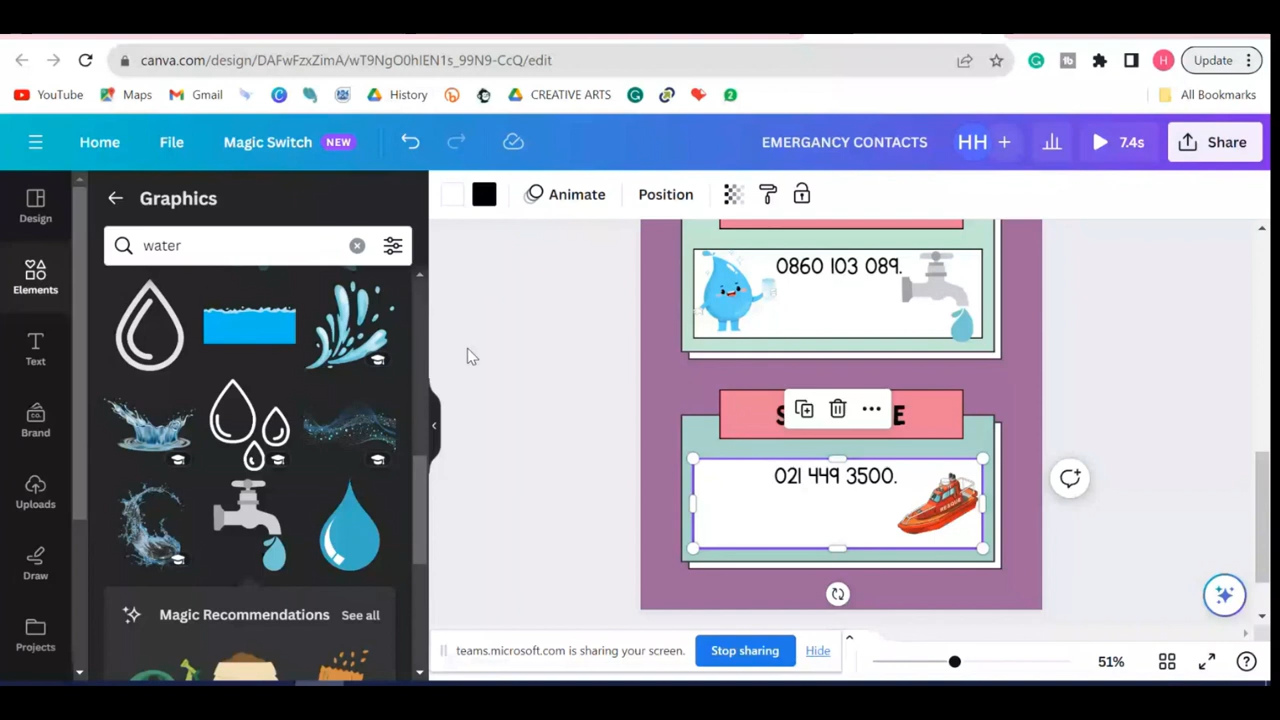 canva.com/design/DAFwFzxZimA/wT9NgO0hIEN1s_99N9-CcQ/edit
H
Update
YouTube
Maps
Gmail
History
CREATIVE ARTS
2
All Bookmarks
Home
File
Magic Switch
NEW
EMERGANCY CONTACTS
HH
7.4s
Share
Design
Elements
Text
Brand
Uploads
Draw
Projects
Graphics
water
Magic Recommendations
See all
Animate
Position
0860 103 089.
021 449 3500.
RESCUE
teams.microsoft.com is sharing your screen.
Stop sharing
Hide
51%